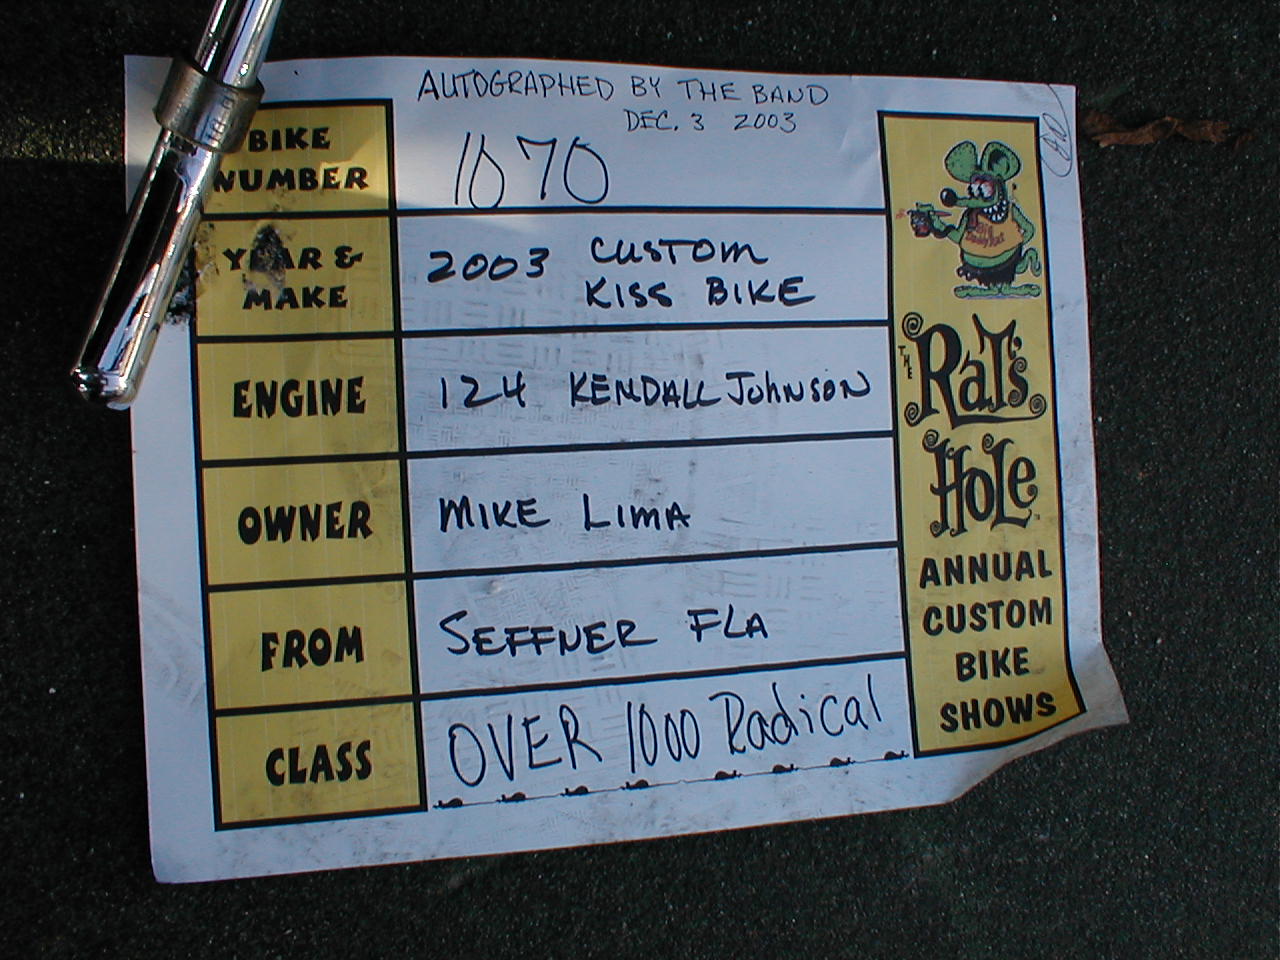 AUTOGRAPHED BY THE BAND
DEC. 3 2003
BIKE
NUMBER
1070
YEAR &
MAKE
2003 CUSTOM
KISS BIKE
ENGINE
124 KENDALL JOHNSON
OWNER
MIKE LIMA
FROM
SEFFNER FLA
CLASS
OVER 1000 Radical
THE
RAT'S
HOLE
ANNUAL
CUSTOM
BIKE
SHOWS